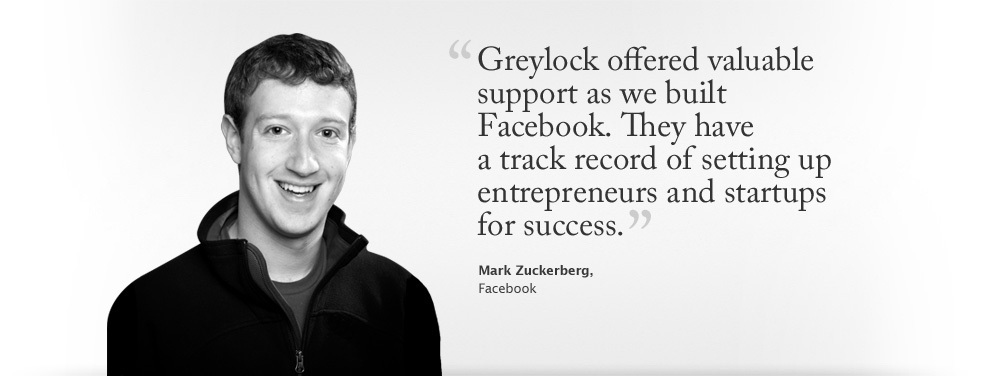 “Greylock offered valuable
support as we built
Facebook. They have
a track record of setting up
entrepreneurs and startups
for success.”
Mark Zuckerberg,
Facebook